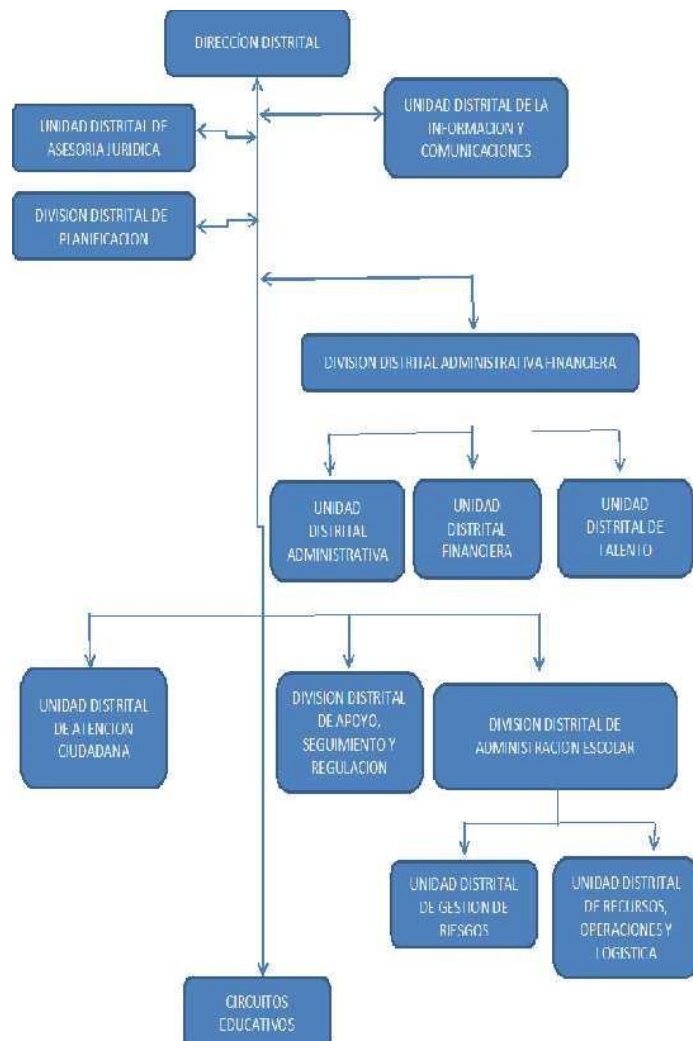 DIRECCÍON DISTRITAL
UNIDAD DISTRITAL DE LA
INFORMACION Y
COMUNICACIONES
UNIDAD DISTRITAL DE
ASESORIA JURIDICA
DIVISION DISTRITAL DE
PLANIFICACION
DIVISION DISTRITAL ADMINISTRATIVA FINANCIERA
UNIDAD
DISTRITAL
ADMINISTRATIVA
UNIDAD
DISTRITAL
FINANCIERA
UNIDAD
DISTRITAL DE
TALENTO
UNIDAD DISTRITAL
DE ATENCION
CIUDADANA
DIVISION DISTRITAL
DE APOYO,
SEGUIMIENTO Y
REGULACION
DIVISION DISTRITAL DE
ADMINISTRACION ESCOLAR
UNIDAD DISTRITAL
DE GESTION DE
RIESGOS
UNIDAD DISTRITAL
DE RECURSOS,
OPERACIONES Y
LOGISTICA
CIRCUITOS
EDUCATIVOS